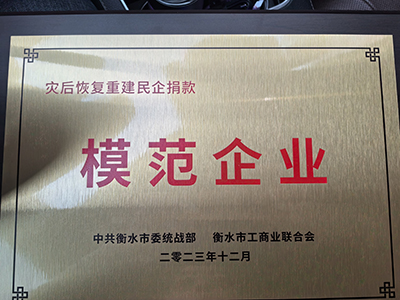 灾后恢复重建民企捐款
模范企业
中共衡水市委统战部 衡水市工商业联合会
二零二三年十二月